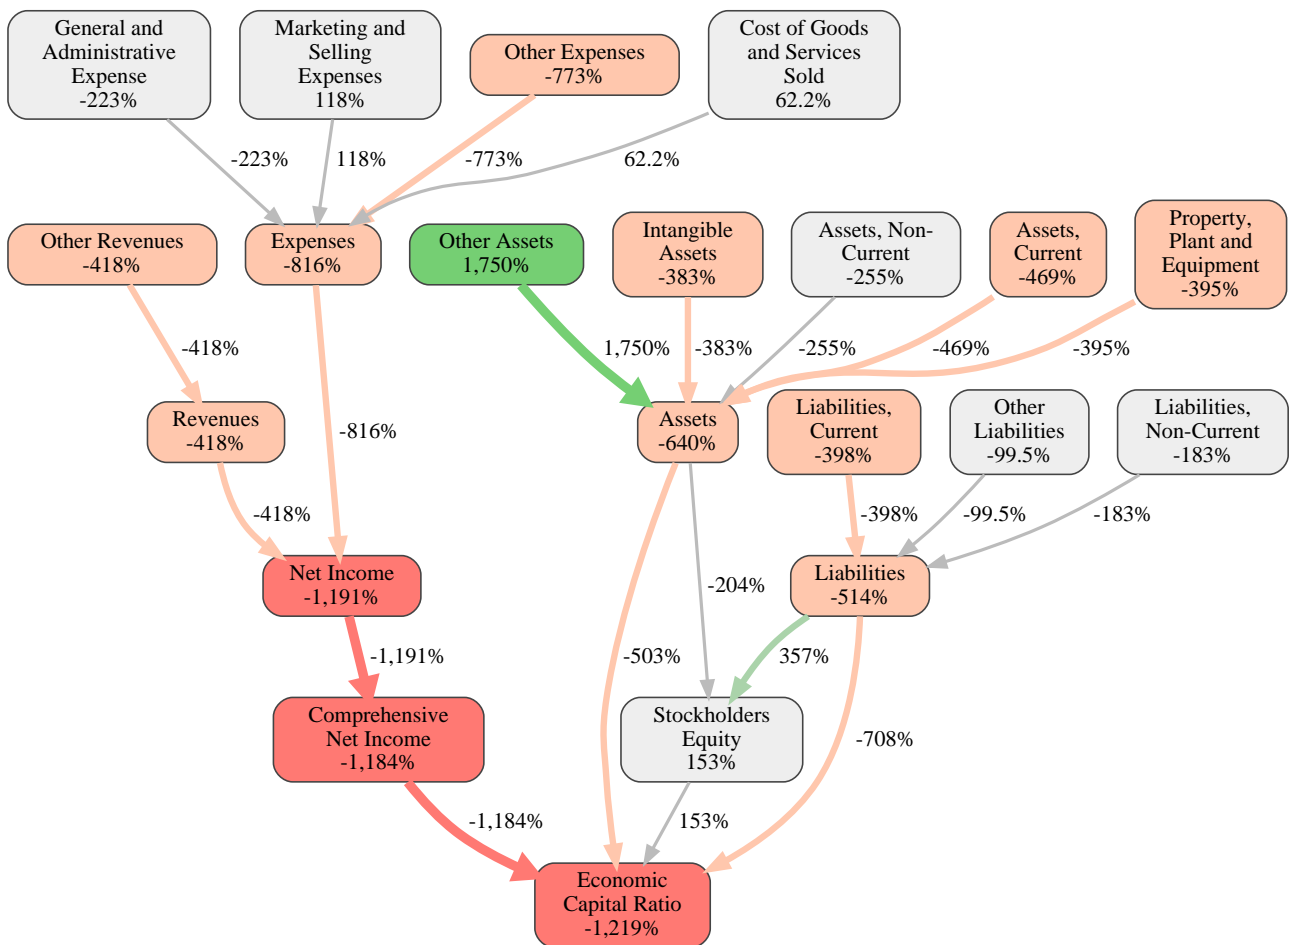 General and
Administrative
Expense
-223%
Marketing and
Selling
Expenses
118%
Other Expenses
-773%
Cost of Goods
and Services
Sold
62.2%
-223%
118%
-773%
62.2%
Other Revenues
-418%
Expenses
-816%
Other Assets
1,750%
Intangible
Assets
-383%
Assets, Non-
Current
-255%
Assets,
Current
-469%
Property,
Plant and
Equipment
-395%
-418%
1,750%
-383%
-255%
-469%
-395%
Revenues
-418%
-816%
Assets
-640%
Liabilities,
Current
-398%
Other
Liabilities
-99.5%
Liabilities,
Non-Current
-183%
-418%
-398%
-99.5%
-183%
Net Income
-1,191%
-204%
Liabilities
-514%
-1,191%
-503%
357%
Comprehensive
Net Income
-1,184%
Stockholders
Equity
153%
-708%
-1,184%
153%
Economic
Capital Ratio
-1,219%